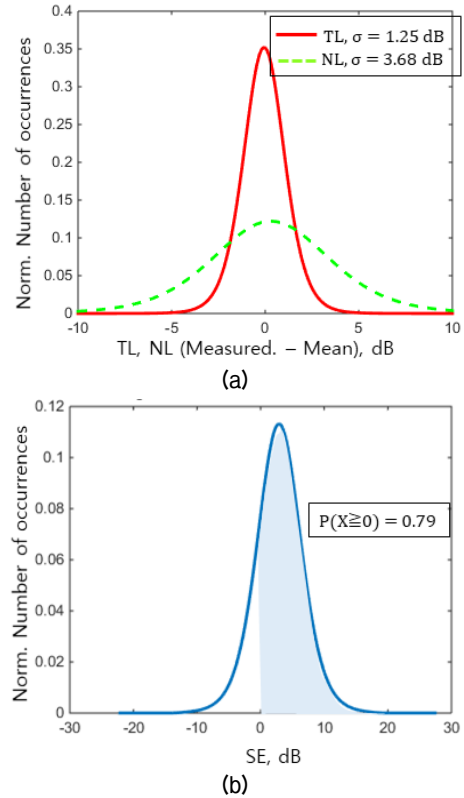 0.4
0.35
0.3
0.25
0.2
0.15
0.1
0.05
0
Norm. Number of occurrences
TL, σ = 1.25 dB
NL, σ = 3.68 dB
-10 -5 0 5 10
TL, NL (Measured. – Mean), dB
(a)
0.12
0.1
0.08
0.06
0.04
0.02
0
Norm. Number of occurrences
P(X≧0) = 0.79
-30 -20 -10 0 10 20 30
SE, dB
(b)